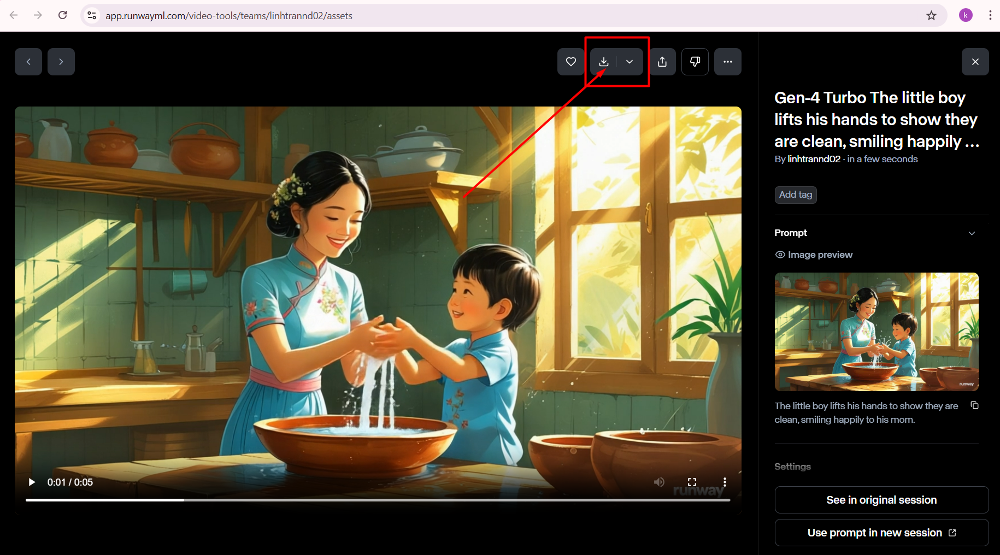 app.runwayml.com/video-tools/teams/linhtrannd02/assets
k
Gen-4 Turbo The little boy
lifts his hands to show they
are clean, smiling happily ...
By linhtrannd02 · in a few seconds
Add tag
Prompt
Image preview
runway
The little boy lifts his hands to show they are
clean, smiling happily to his mom.
0:01 / 0:05
runway
Settings
See in original session
Use prompt in new session